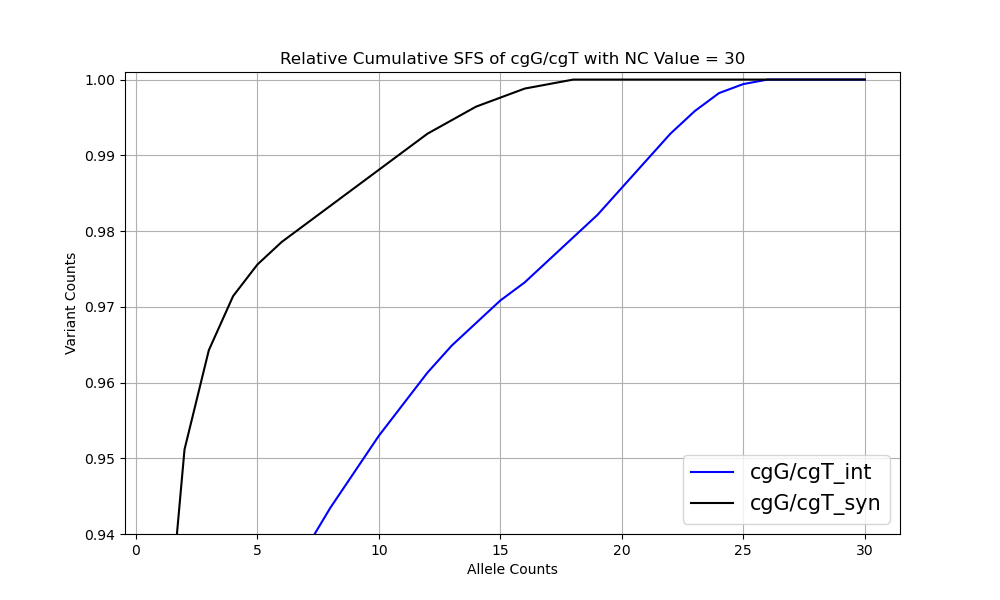 Relative Cumulative SFS of cgG/cgT with NC Value = 30
Variant Counts
1.00
0.99
0.98
0.97
0.96
0.95
0.94
cgG/cgT_int
cgG/cgT_syn
0 5 10 15 20 25 30
Allele Counts